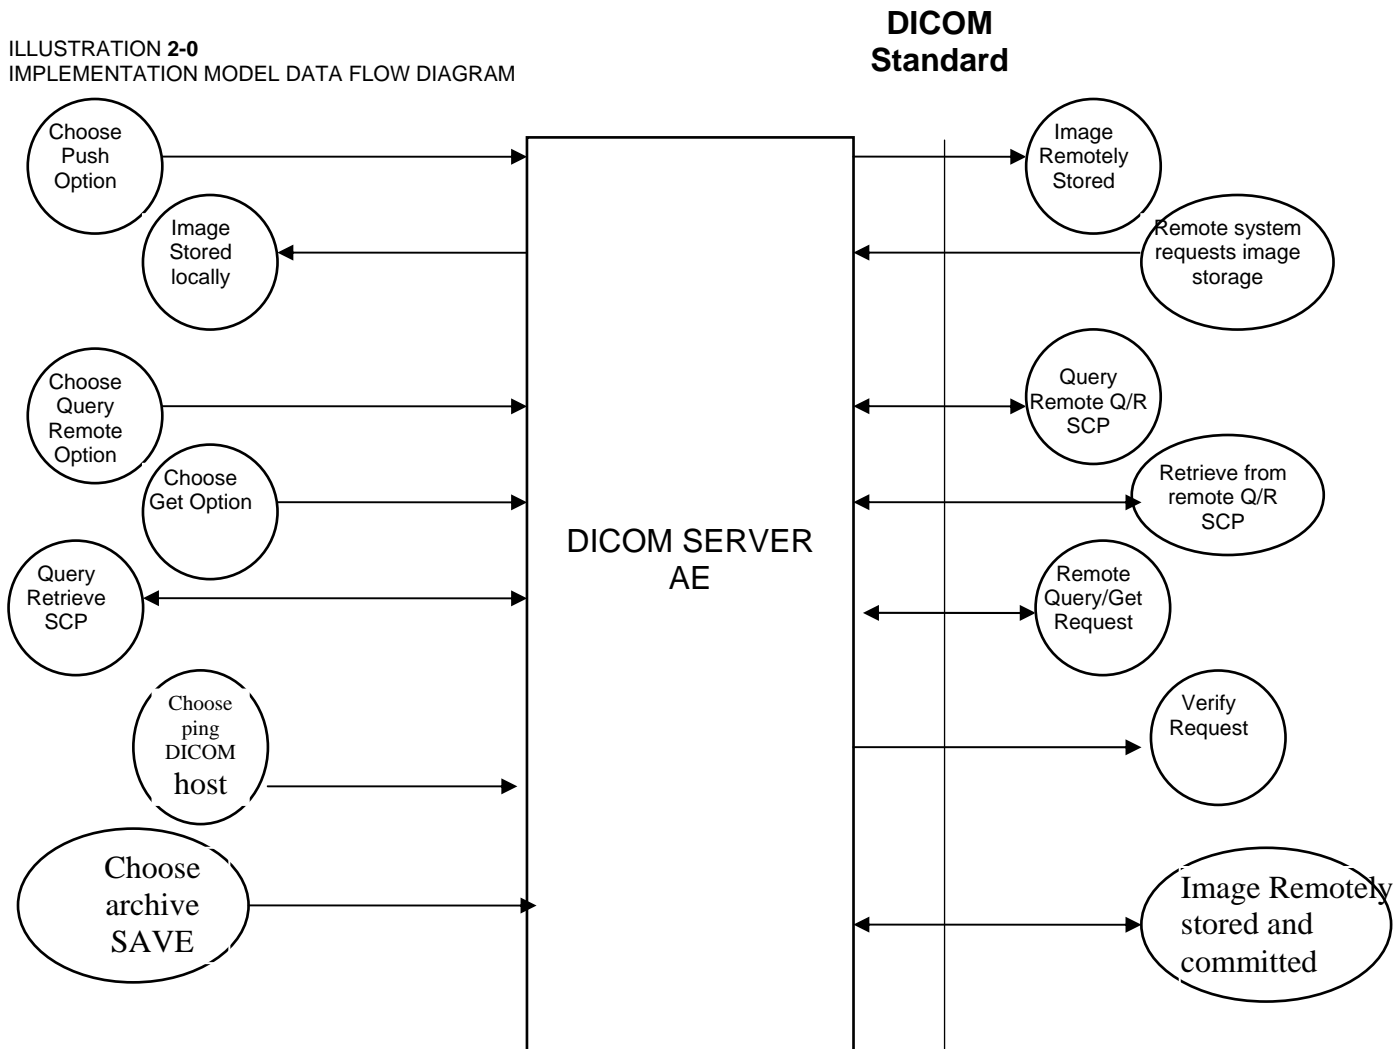 DICOM
Standard
ILLUSTRATION 2-0
IMPLEMENTATION MODEL DATA FLOW DIAGRAM
Choose
Push
Option
Image
Remotely
Stored
Image
Stored
locally
Remote system
requests image
storage
Choose
Query
Remote
Option
Query
Remote Q/R
SCP
Choose
Get Option
Retrieve from
remote Q/R
SCP
DICOM SERVER
AE
Query
Retrieve
SCP
Remote
Query/Get
Request
Choose
ping
DICOM
host
Verify
Request
Choose
archive
SAVE
Image Remotely
stored and
committed